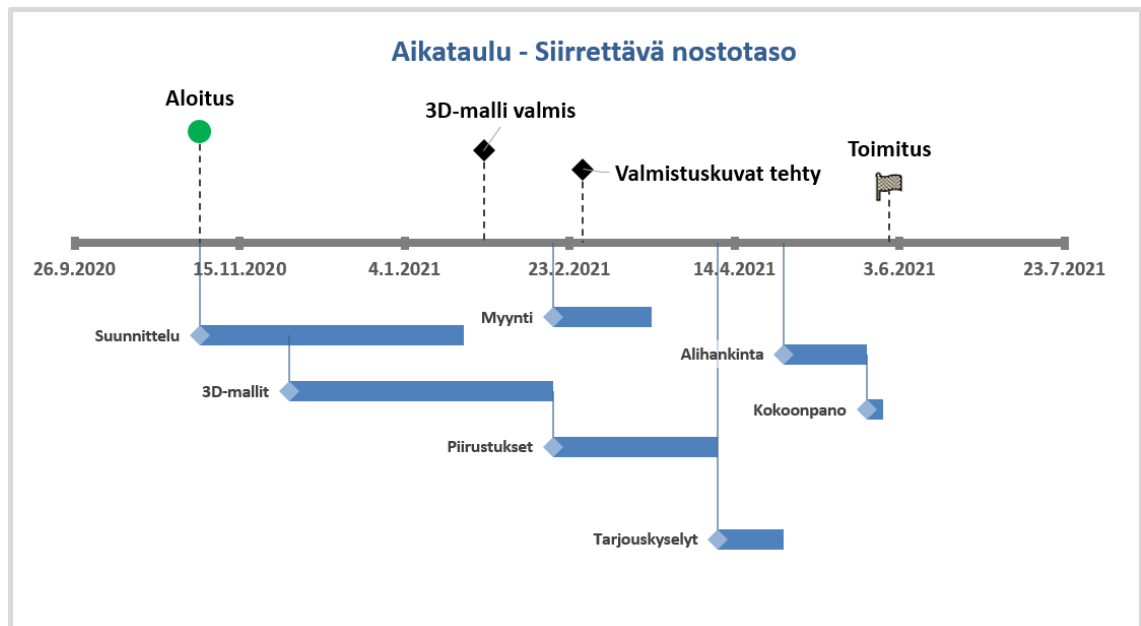 Aikataulu - Siirrettävä nostotaso
Aloitus
3D-malli valmis
Valmistuskuvat tehty
Toimitus
26.9.2020
15.11.2020
4.1.2021
23.2.2021
14.4.2021
3.6.2021
23.7.2021
Myynti
Suunnittelu
Alihankinta
3D-mallit
Kokoonpano
Piirustukset
Tarjouskyselyt